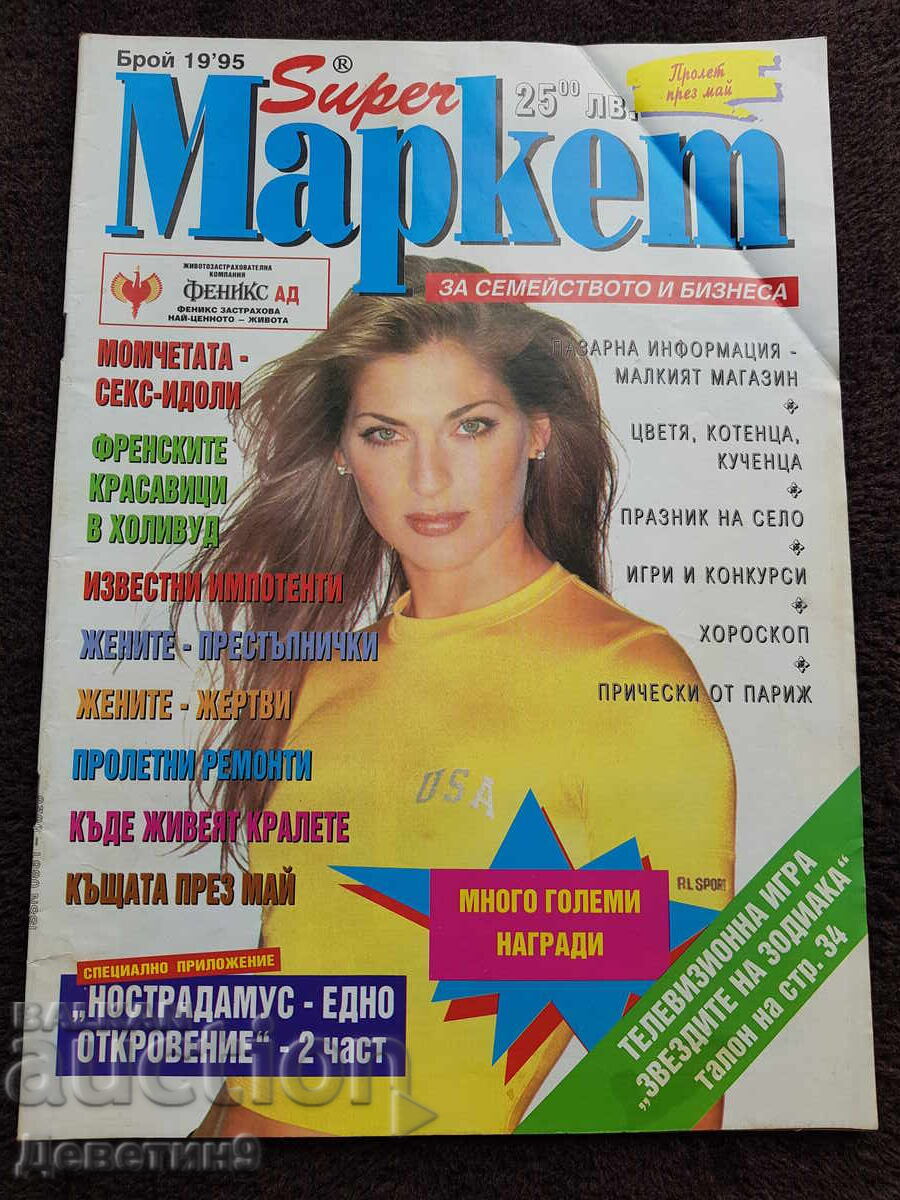 Брой 19'95
Super®
Маркет
25⁰⁰ лв.
Пролет
през май
ЗА СЕМЕЙСТВОТО И БИЗНЕСА
ЖИВОТОЗАСТРАХОВАТЕЛНА
КОМПАНИЯ
ФЕНИКС АД
ФЕНИКС ЗАСТРАХОВА
НАЙ-ЦЕННОТО - ЖИВОТА
МОМЧЕТАТА -
СЕКС-ИДОЛИ
ФРЕНСКИТЕ
КРАСАВИЦИ
В ХОЛИВУД
ИЗВЕСТНИ ИМПОТЕНТИ
ЖЕНИТЕ - ПРЕСТЪПНИЧКИ
ЖЕНИТЕ - ЖЕРТВИ
ПРОЛЕТНИ РЕМОНТИ
КЪДЕ ЖИВЕЯТ КРАЛЕТЕ
КЪЩАТА ПРЕЗ МАЙ
ПАЗАРНА ИНФОРМАЦИЯ -
МАЛКИЯТ МАГАЗИН
ЦВЕТЯ, КОТЕНЦА,
КУЧЕНЦА
ПРАЗНИК НА СЕЛО
ИГРИ И КОНКУРСИ
ХОРОСКОП
ПРИЧЕСКИ ОТ ПАРИЖ
USA
RL SPORT
МНОГО ГОЛЕМИ
НАГРАДИ
СПЕЦИАЛНО ПРИЛОЖЕНИЕ
„НОСТРАДАМУС - ЕДНО
ОТКРОВЕНИЕ“ - 2 част
ТЕЛЕВИЗИОННА ИГРА
„ЗВЕЗДИТЕ НА ЗОДИАКА“
талон на стр. 34
auction
Деветин9